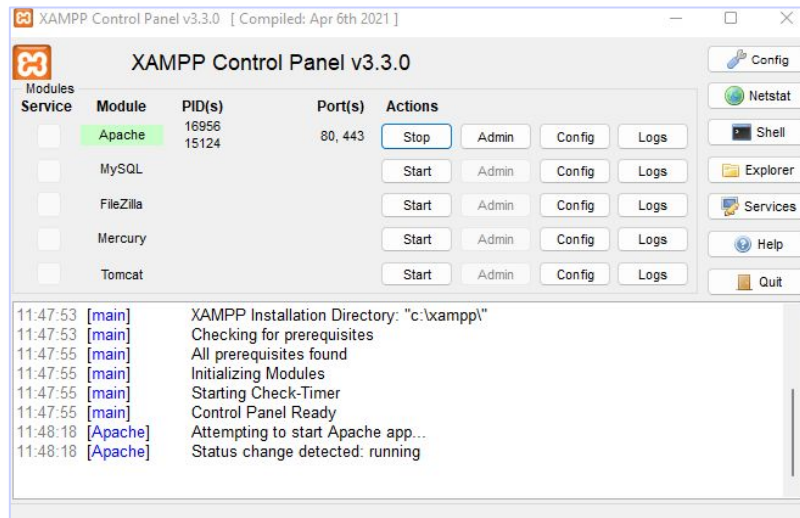 XAMPP Control Panel v3.3.0 [ Compiled: Apr 6th 2021 ]
XAMPP Control Panel v3.3.0
Config
Modules
Netstat
Service Module PID(s) Port(s) Actions
Apache 16956 15124 80, 443 Stop Admin Config Logs
Shell
MySQL Start Admin Config Logs
Explorer
FileZilla Start Admin Config Logs
Services
Mercury Start Admin Config Logs
Help
Tomcat Start Admin Config Logs
Quit
11:47:53 [main] XAMPP Installation Directory: "c:\xampp\"
11:47:53 [main] Checking for prerequisites
11:47:55 [main] All prerequisites found
11:47:55 [main] Initializing Modules
11:47:55 [main] Starting Check-Timer
11:47:55 [main] Control Panel Ready
11:48:18 [Apache] Attempting to start Apache app...
11:48:18 [Apache] Status change detected: running